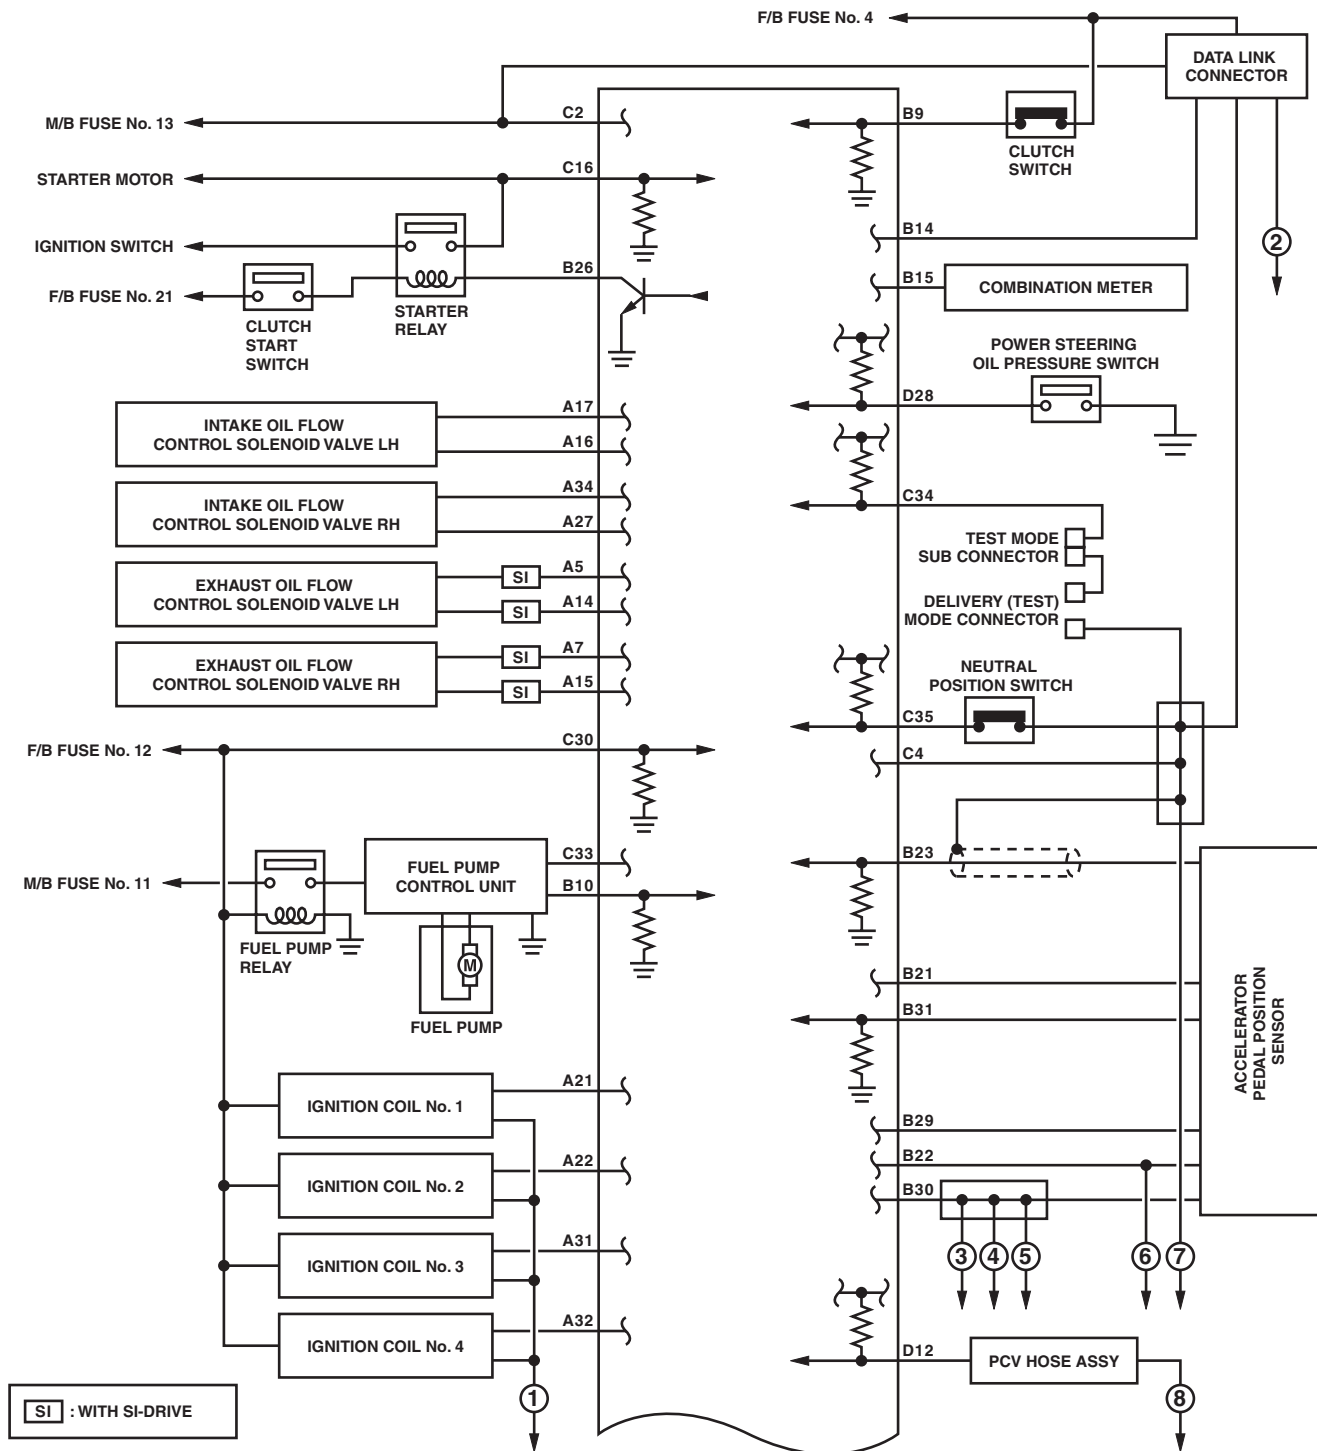 F/B FUSE No. 4
DATA LINK
CONNECTOR
M/B FUSE No. 13
C2
B9
CLUTCH
SWITCH
STARTER MOTOR
C16
B14
2
IGNITION SWITCH
B26
B15
COMBINATION METER
F/B FUSE No. 21
CLUTCH
START
SWITCH
STARTER
RELAY
POWER STEERING
OIL PRESSURE SWITCH
D28
INTAKE OIL FLOW
CONTROL SOLENOID VALVE LH
A17
A16
INTAKE OIL FLOW
CONTROL SOLENOID VALVE RH
A34
A27
C34
TEST MODE
SUB CONNECTOR
EXHAUST OIL FLOW
CONTROL SOLENOID VALVE LH
SI
A5
SI
A14
DELIVERY (TEST)
MODE CONNECTOR
EXHAUST OIL FLOW
CONTROL SOLENOID VALVE RH
SI
A7
SI
A15
NEUTRAL
POSITION SWITCH
C35
F/B FUSE No. 12
C30
C4
M/B FUSE No. 11
FUEL PUMP
CONTROL UNIT
C33
B10
B23
FUEL PUMP
RELAY
M
FUEL PUMP
B21
B31
ACCELERATOR
PEDAL POSITION
SENSOR
IGNITION COIL No. 1
A21
B29
IGNITION COIL No. 2
A22
B22
B30
IGNITION COIL No. 3
A31
3
4
5
6
7
IGNITION COIL No. 4
A32
D12
PCV HOSE ASSY
1
8
SI : WITH SI-DRIVE